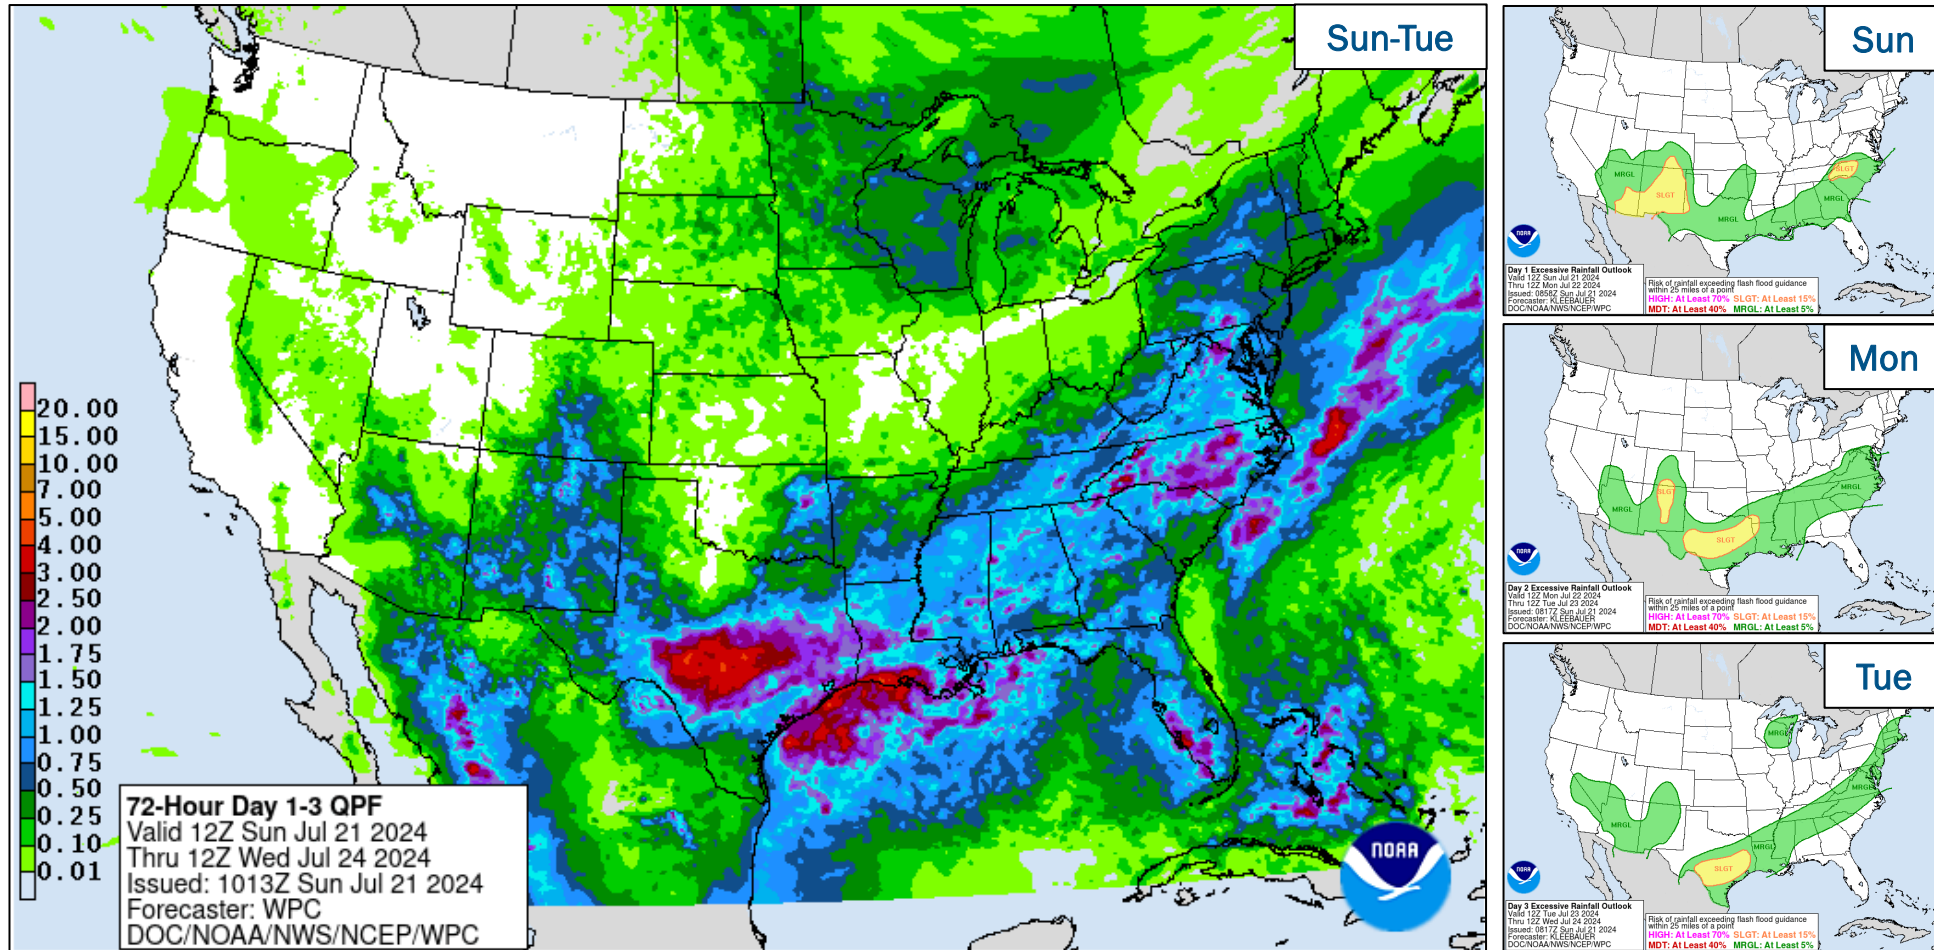 Sun-Tue
20.00
15.00
10.00
7.00
5.00
4.00
3.00
2.50
2.00
1.75
1.50
1.25
1.00
0.75
0.50
0.25
0.10
0.01
72-Hour Day 1-3 QPF
Valid 12Z Sun Jul 21 2024
Thru 12Z Wed Jul 24 2024
Issued: 1013Z Sun Jul 21 2024
Forecaster: WPC
DOC/NOAA/NWS/NCEP/WPC
NOAA
Sun
MRGL
SLGT
MRGL
MRGL
SLGT
NOAA
Day 1 Excessive Rainfall Outlook
Valid 12Z Sun Jul 21 2024
Thru 12Z Mon Jul 22 2024
Issued: 0858Z Sun Jul 21 2024
Forecaster: KLEEBAUER
DOC/NOAA/NWS/NCEP/WPC
Risk of rainfall exceeding flash flood guidance
within 25 miles of a point
HIGH: At Least 70% SLGT: At Least 15%
MDT: At Least 40% MRGL: At Least 5%
Mon
MRGL
SLGT
SLGT
MRGL
NOAA
Day 2 Excessive Rainfall Outlook
Valid 12Z Mon Jul 22 2024
Thru 12Z Tue Jul 23 2024
Issued: 0817Z Sun Jul 21 2024
Forecaster: KLEEBAUER
DOC/NOAA/NWS/NCEP/WPC
Risk of rainfall exceeding flash flood guidance
within 25 miles of a point
HIGH: At Least 70% SLGT: At Least 15%
MDT: At Least 40% MRGL: At Least 5%
Tue
MRGL
MRGL
MRGL
MRGL
SLGT
NOAA
Day 3 Excessive Rainfall Outlook
Valid 12Z Tue Jul 23 2024
Thru 12Z Wed Jul 24 2024
Issued: 0817Z Sun Jul 21 2024
Forecaster: KLEEBAUER
DOC/NOAA/NWS/NCEP/WPC
Risk of rainfall exceeding flash flood guidance
within 25 miles of a point
HIGH: At Least 70% SLGT: At Least 15%
MDT: At Least 40% MRGL: At Least 5%